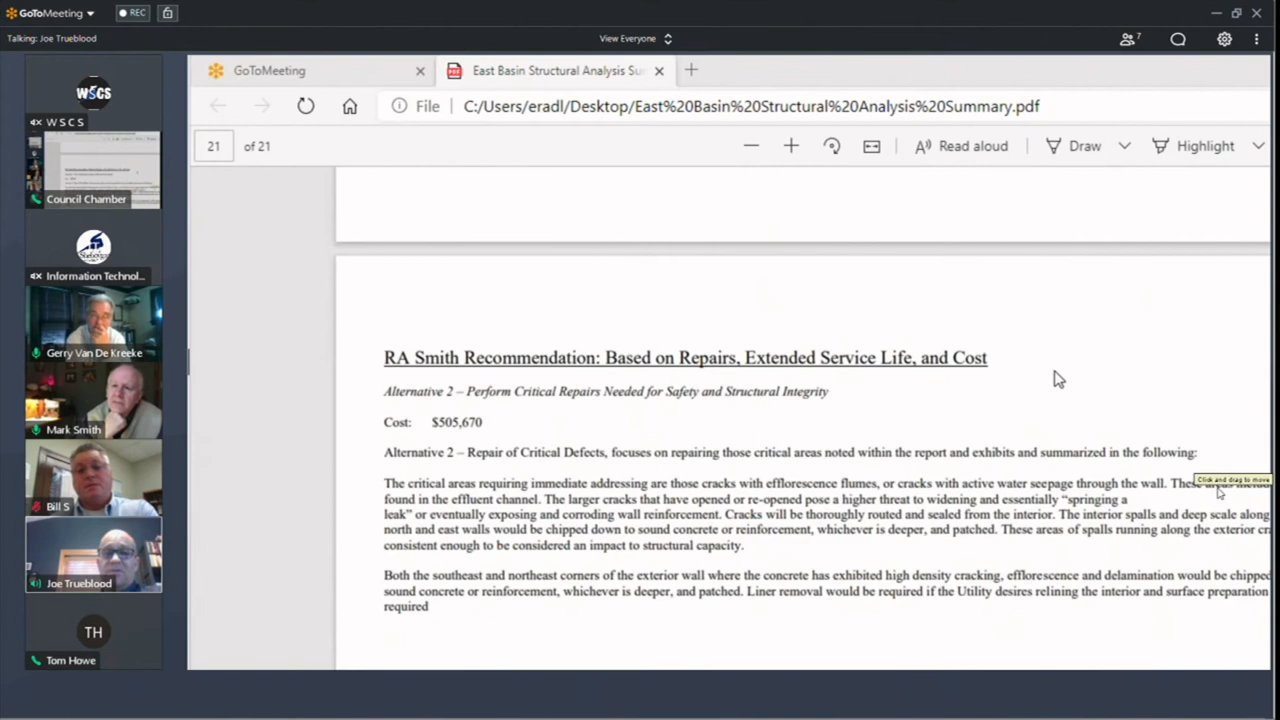 GoToMeeting
REC
Talking: Joe Trueblood
View Everyone
7
WSCS
W S C S
Council Chamber
Information Technol...
Gerry Van De Kreeke
Mark Smith
Bill S
Joe Trueblood
TH
Tom Howe
GoToMeeting
East Basin Structural Analysis Su
File
C:/Users/eradl/Desktop/East%20Basin%20Structural%20Analysis%20Summary.pdf
21 of 21
Read aloud
Draw
Highlight
RA Smith Recommendation: Based on Repairs, Extended Service Life, and Cost
Alternative 2 – Perform Critical Repairs Needed for Safety and Structural Integrity
Cost: $505,670
Alternative 2 – Repair of Critical Defects, focuses on repairing those critical areas noted within the report and exhibits and summarized in the following:
The critical areas requiring immediate addressing are those cracks with efflorescence flumes, or cracks with active water seepage through the wall. These
Click and drag to move
found in the effluent channel. The larger cracks that have opened or re-opened pose a higher threat to widening and essentially “springing a
leak” or eventually exposing and corroding wall reinforcement. Cracks will be thoroughly routed and sealed from the interior. The interior spalls and deep scale along
north and east walls would be chipped down to sound concrete or reinforcement, whichever is deeper, and patched. These areas of spalls running along the exterior cra
consistent enough to be considered an impact to structural capacity.
Both the southeast and northeast corners of the exterior wall where the concrete has exhibited high density cracking, efflorescence and delamination would be chipped
sound concrete or reinforcement, whichever is deeper, and patched. Liner removal would be required if the Utility desires relining the interior and surface preparation
required